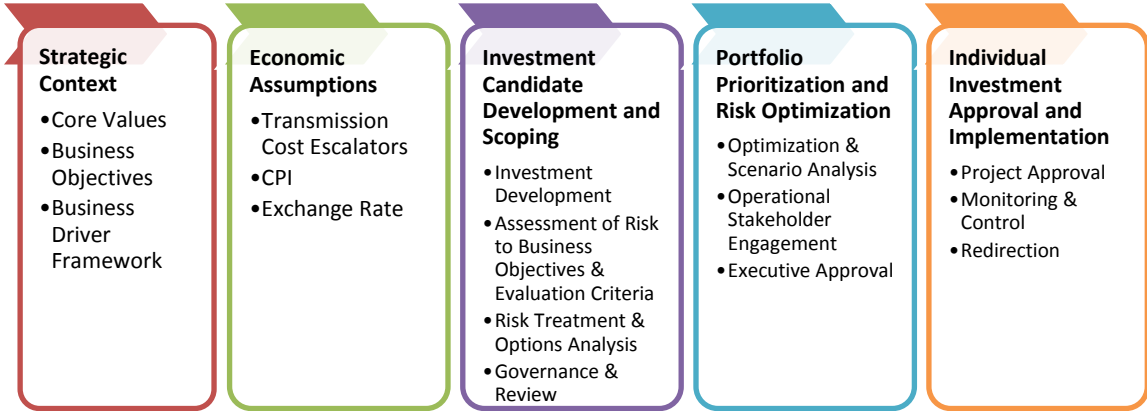 Strategic
Context
•Core Values
•Business
Objectives
•Business
Driver
Framework
Economic
Assumptions
•Transmission
Cost Escalators
•CPI
•Exchange Rate
Investment
Candidate
Development and
Scoping
•Investment
Development
•Assessment of Risk
to Business
Objectives &
Evaluation Criteria
•Risk Treatment &
Options Analysis
•Governance &
Review
Portfolio
Prioritization and
Risk Optimization
•Optimization &
Scenario Analysis
•Operational
Stakeholder
Engagement
•Executive Approval
Individual
Investment
Approval and
Implementation
•Project Approval
•Monitoring &
Control
•Redirection